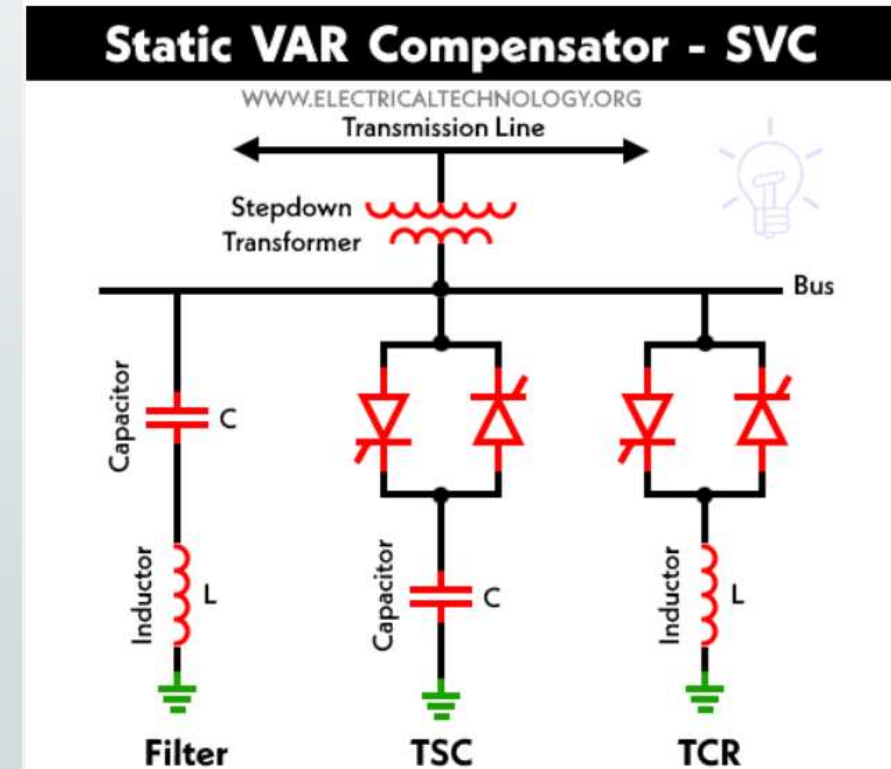 Static VAR Compensator - SVC
WWW.ELECTRICALTECHNOLOGY.ORG
Transmission Line
Stepdown
Transformer
Bus
Capacitor
C
Inductor
L
Capacitor
C
Inductor
L
Filter
TSC
TCR